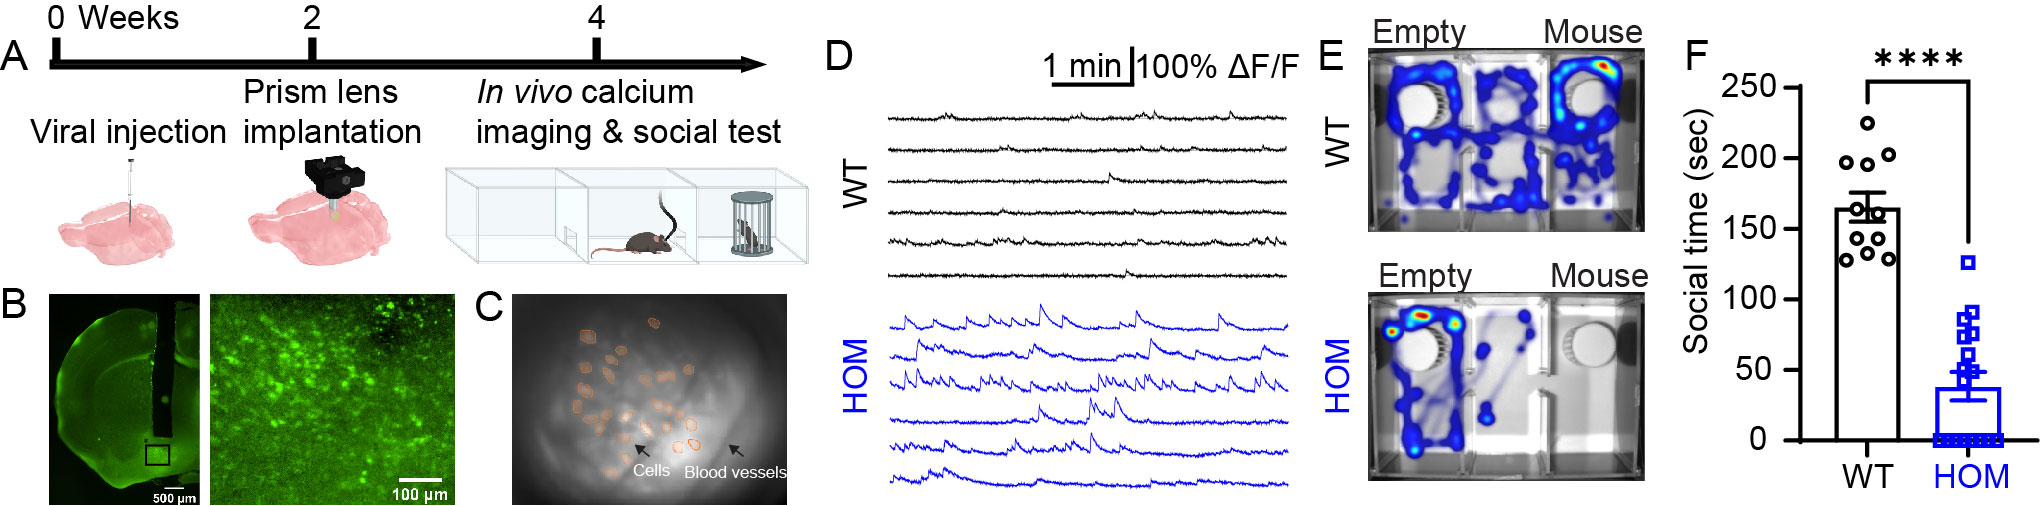 0 Weeks 2 4
A
Viral injection
Prism lens
implantation
In vivo calcium
imaging & social test
B
500 µm
100 µm
C
Cells
Blood vessels
D
1 min
100% ΔF/F
WT
HOM
E
Empty Mouse
WT
Empty Mouse
HOM
F
****
Social time (sec)
250
200
150
100
50
0
WT HOM